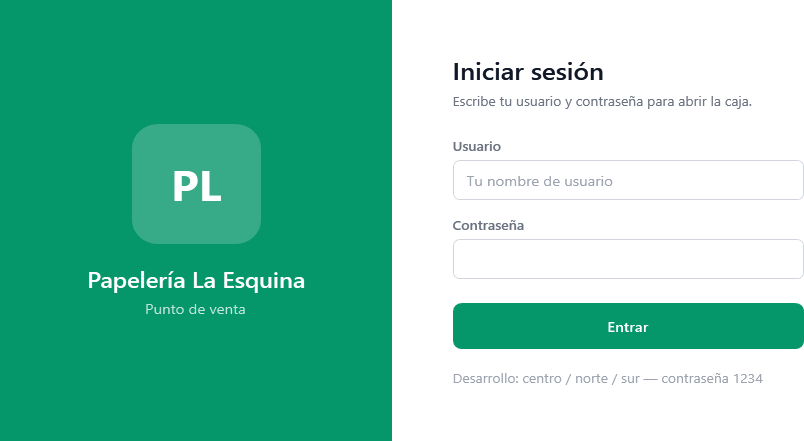 PL
Papelería La Esquina
Punto de venta
Iniciar sesión
Escribe tu usuario y contraseña para abrir la caja.
Usuario
Tu nombre de usuario
Contraseña
Entrar
Desarrollo: centro / norte / sur — contraseña 1234